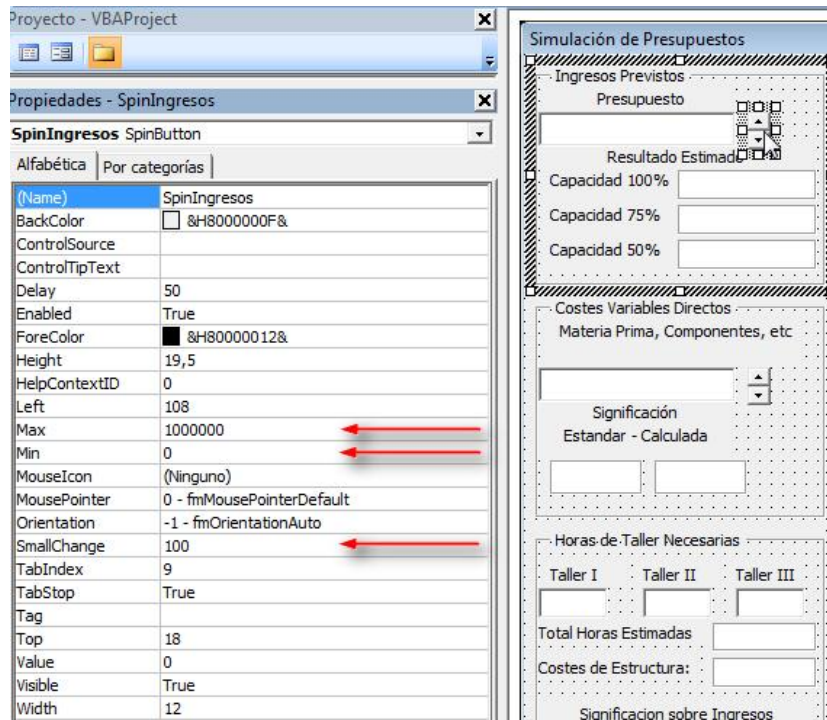 Proyecto - VBAProject
Propiedades - SpinIngresos
SpinIngresos SpinButton
Alfabética Por categorías
(Name) SpinIngresos
BackColor &H8000000F&
ControlSource
ControlTipText
Delay 50
Enabled True
ForeColor &H80000012&
Height 19,5
HelpContextID 0
Left 108
Max 1000000
Min 0
MouseIcon (Ninguno)
MousePointer 0 - fmMousePointerDefault
Orientation -1 - fmOrientationAuto
SmallChange 100
TabIndex 9
TabStop True
Tag
Top 18
Value 0
Visible True
Width 12
Simulación de Presupuestos
Ingresos Previstos
Presupuesto
Resultado Estimado
Capacidad 100%
Capacidad 75%
Capacidad 50%
Costes Variables Directos
Materia Prima, Componentes, etc
Significación
Estandar - Calculada
Horas de Taller Necesarias
Taller I Taller II Taller III
Total Horas Estimadas
Costes de Estructura:
Significacion sobre Ingresos